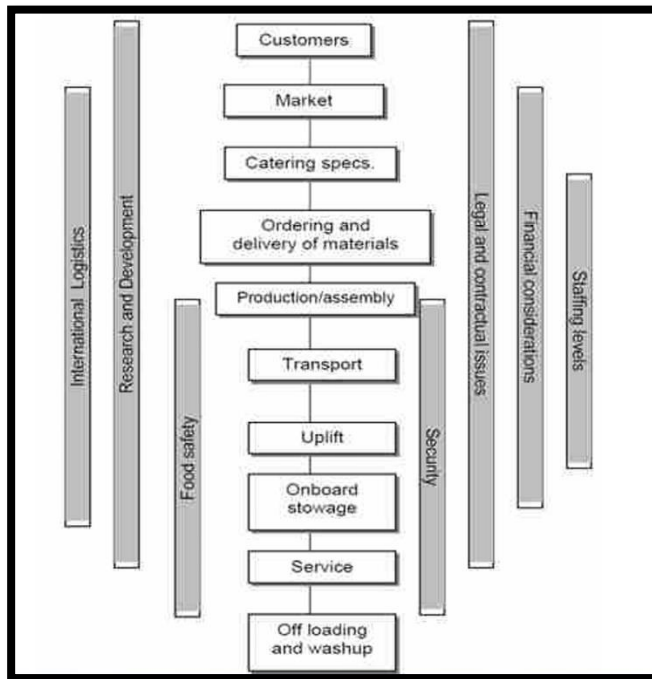 Customers
Market
Catering specs.
Ordering and
delivery of materials
Production/assembly
Transport
Uplift
Onboard
stowage
Service
Off loading
and washup
International Logistics
Research and Development
Food safety
Security
Legal and contractual issues
Financial considerations
Staffing levels